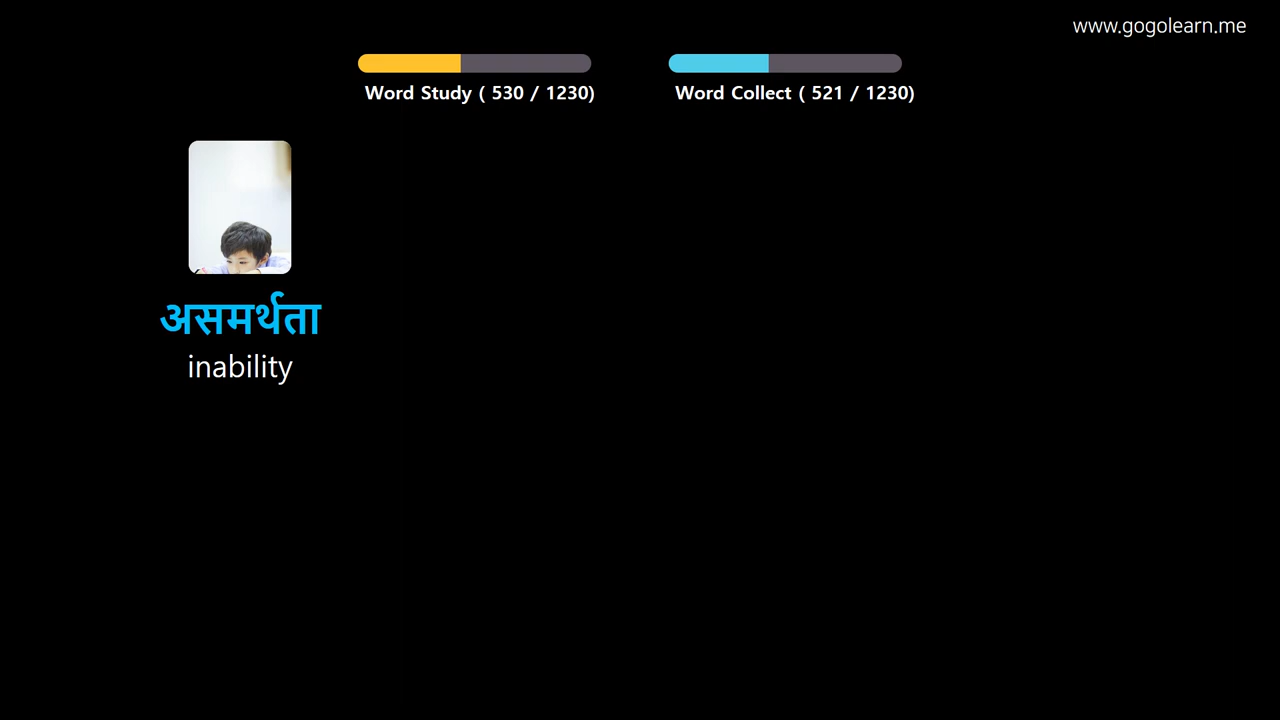 www.gogolearn.me
Word Study ( 530 / 1230)
Word Collect ( 521 / 1230)
असमर्थता
inability